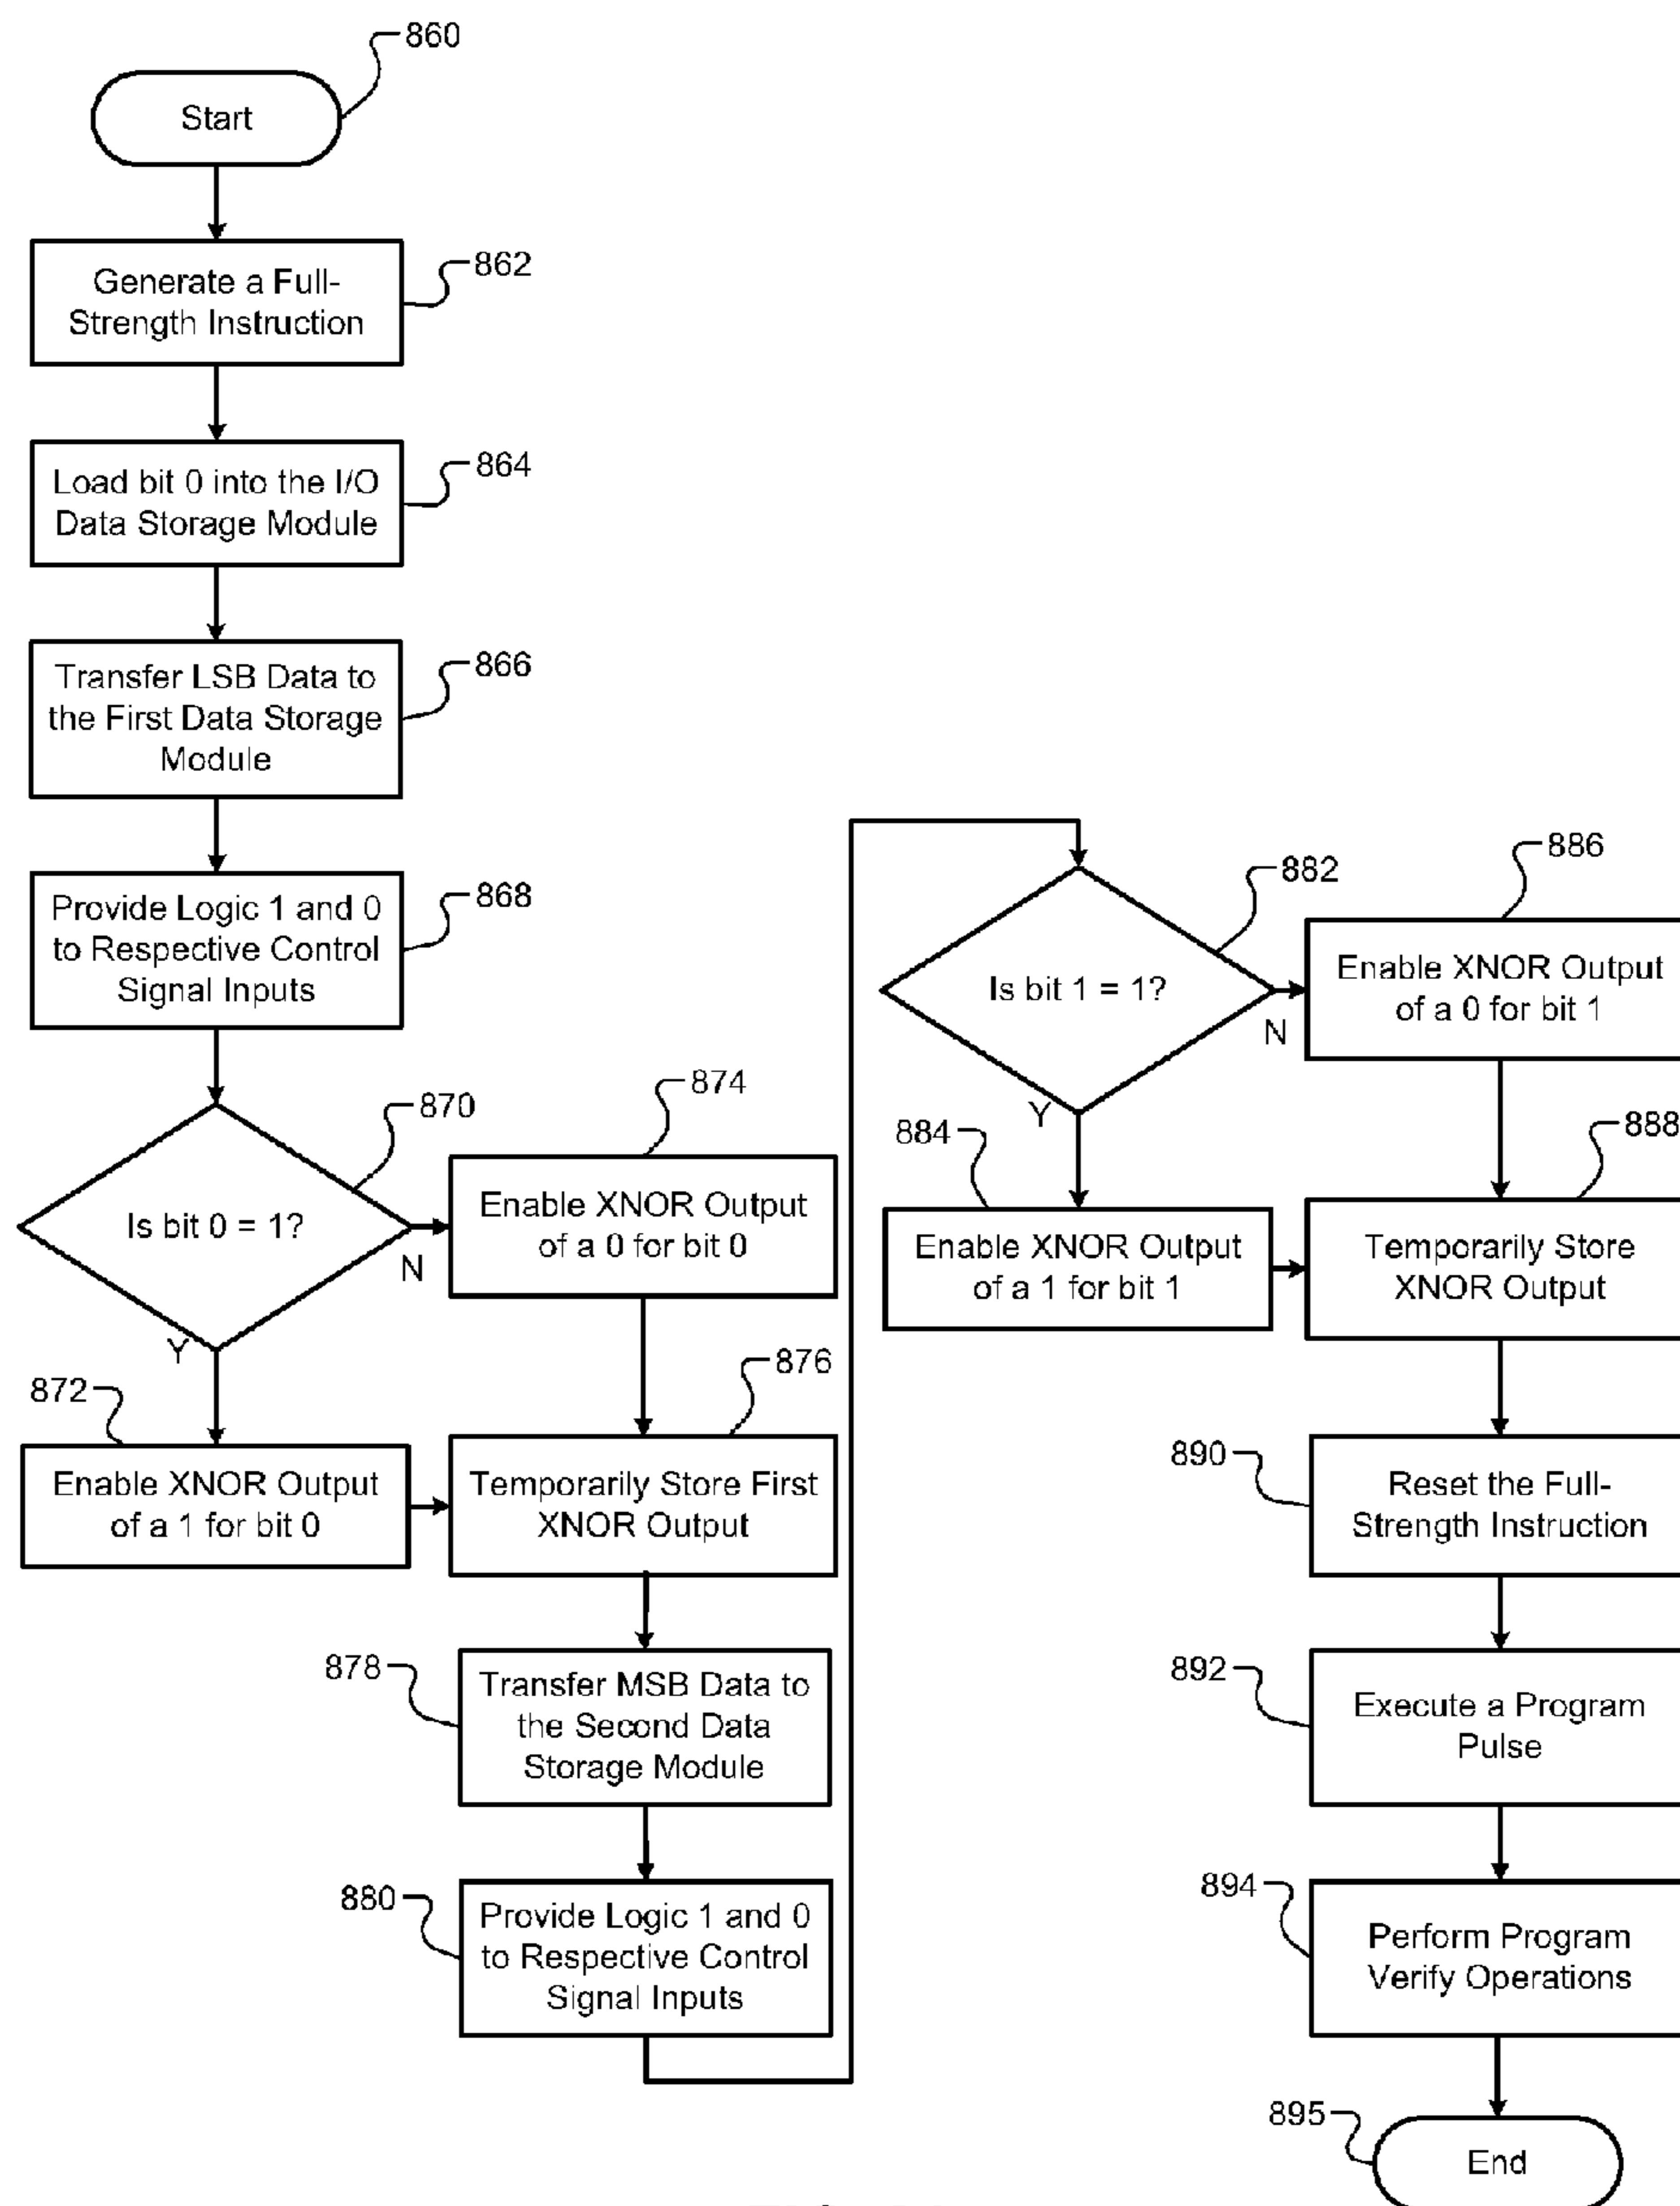 860
Start
862
Generate a Full-
Strength Instruction
864
Load bit 0 into the I/O
Data Storage Module
866
Transfer LSB Data to
the First Data Storage
Module
868
Provide Logic 1 and 0
to Respective Control
Signal Inputs
870
Is bit 0 = 1?
N
Y
874
Enable XNOR Output
of a 0 for bit 0
872
Enable XNOR Output
of a 1 for bit 0
876
Temporarily Store First
XNOR Output
878
Transfer MSB Data to
the Second Data
Storage Module
880
Provide Logic 1 and 0
to Respective Control
Signal Inputs
882
Is bit 1 = 1?
N
Y
886
Enable XNOR Output
of a 0 for bit 1
884
Enable XNOR Output
of a 1 for bit 1
888
Temporarily Store
XNOR Output
890
Reset the Full-
Strength Instruction
892
Execute a Program
Pulse
894
Perform Program
Verify Operations
895
End